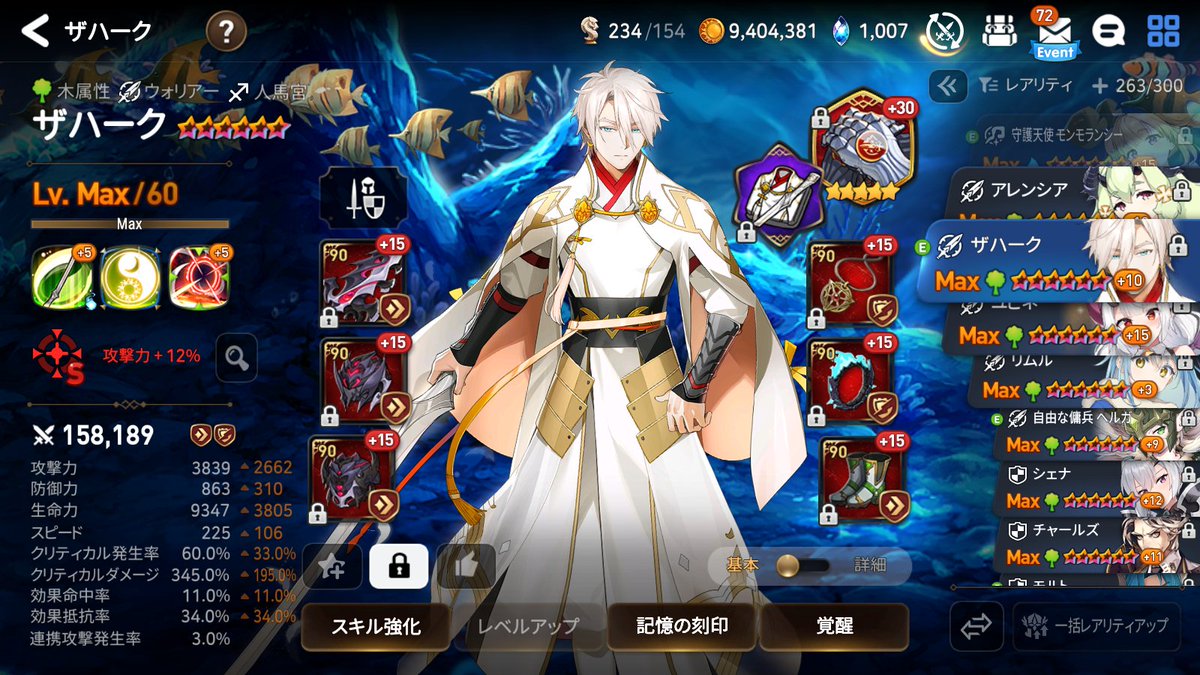 ザハーク
?
234/154
9,404,381
1,007
72
Event
木属性 ウォリアー 人馬宮
ザハーク
Lv. Max/60
Max
+5
+5
S
攻撃力 + 12%
158,189
攻撃力 3839 2662
防御力 863 310
生命力 9347 3805
スピード 225 106
クリティカル発生率 60.0% 33.0%
クリティカルダメージ 345.0% 195.0%
効果命中率 11.0% 11.0%
効果抵抗率 34.0% 34.0%
連携攻撃発生率 3.0%
90 +15
90 +15
90 +15
+30
90 +15
90 +15
90 +15
基本 詳細
スキル強化
レベルアップ
記憶の刻印
覚醒
レアリティ + 263/300
E 守護天使 モンモランシー
Max +15
アレンシア
Max
E ザハーク
Max +10
Max +15
リムル
Max +3
E 自由な傭兵 ヘルガ
Max +9
シェナ
Max +12
チャールズ
Max +11
一括レアリティアップ